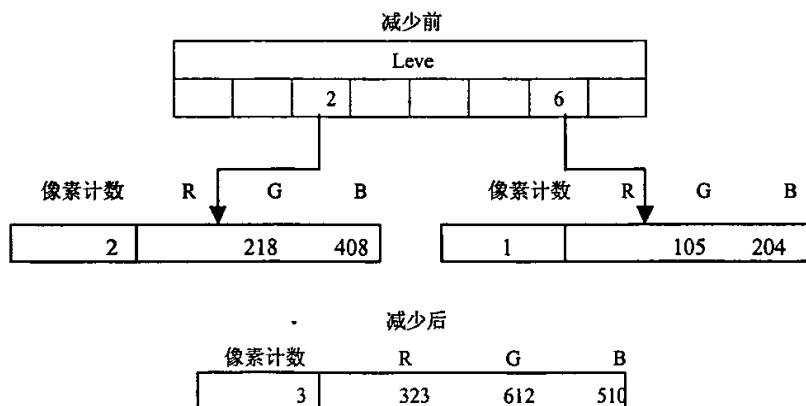 减少前
Leve
2 6
像素计数 R G B
像素计数 R G B
2 218 408
1 105 204
减少后
像素计数 R G B
3 323 612 510